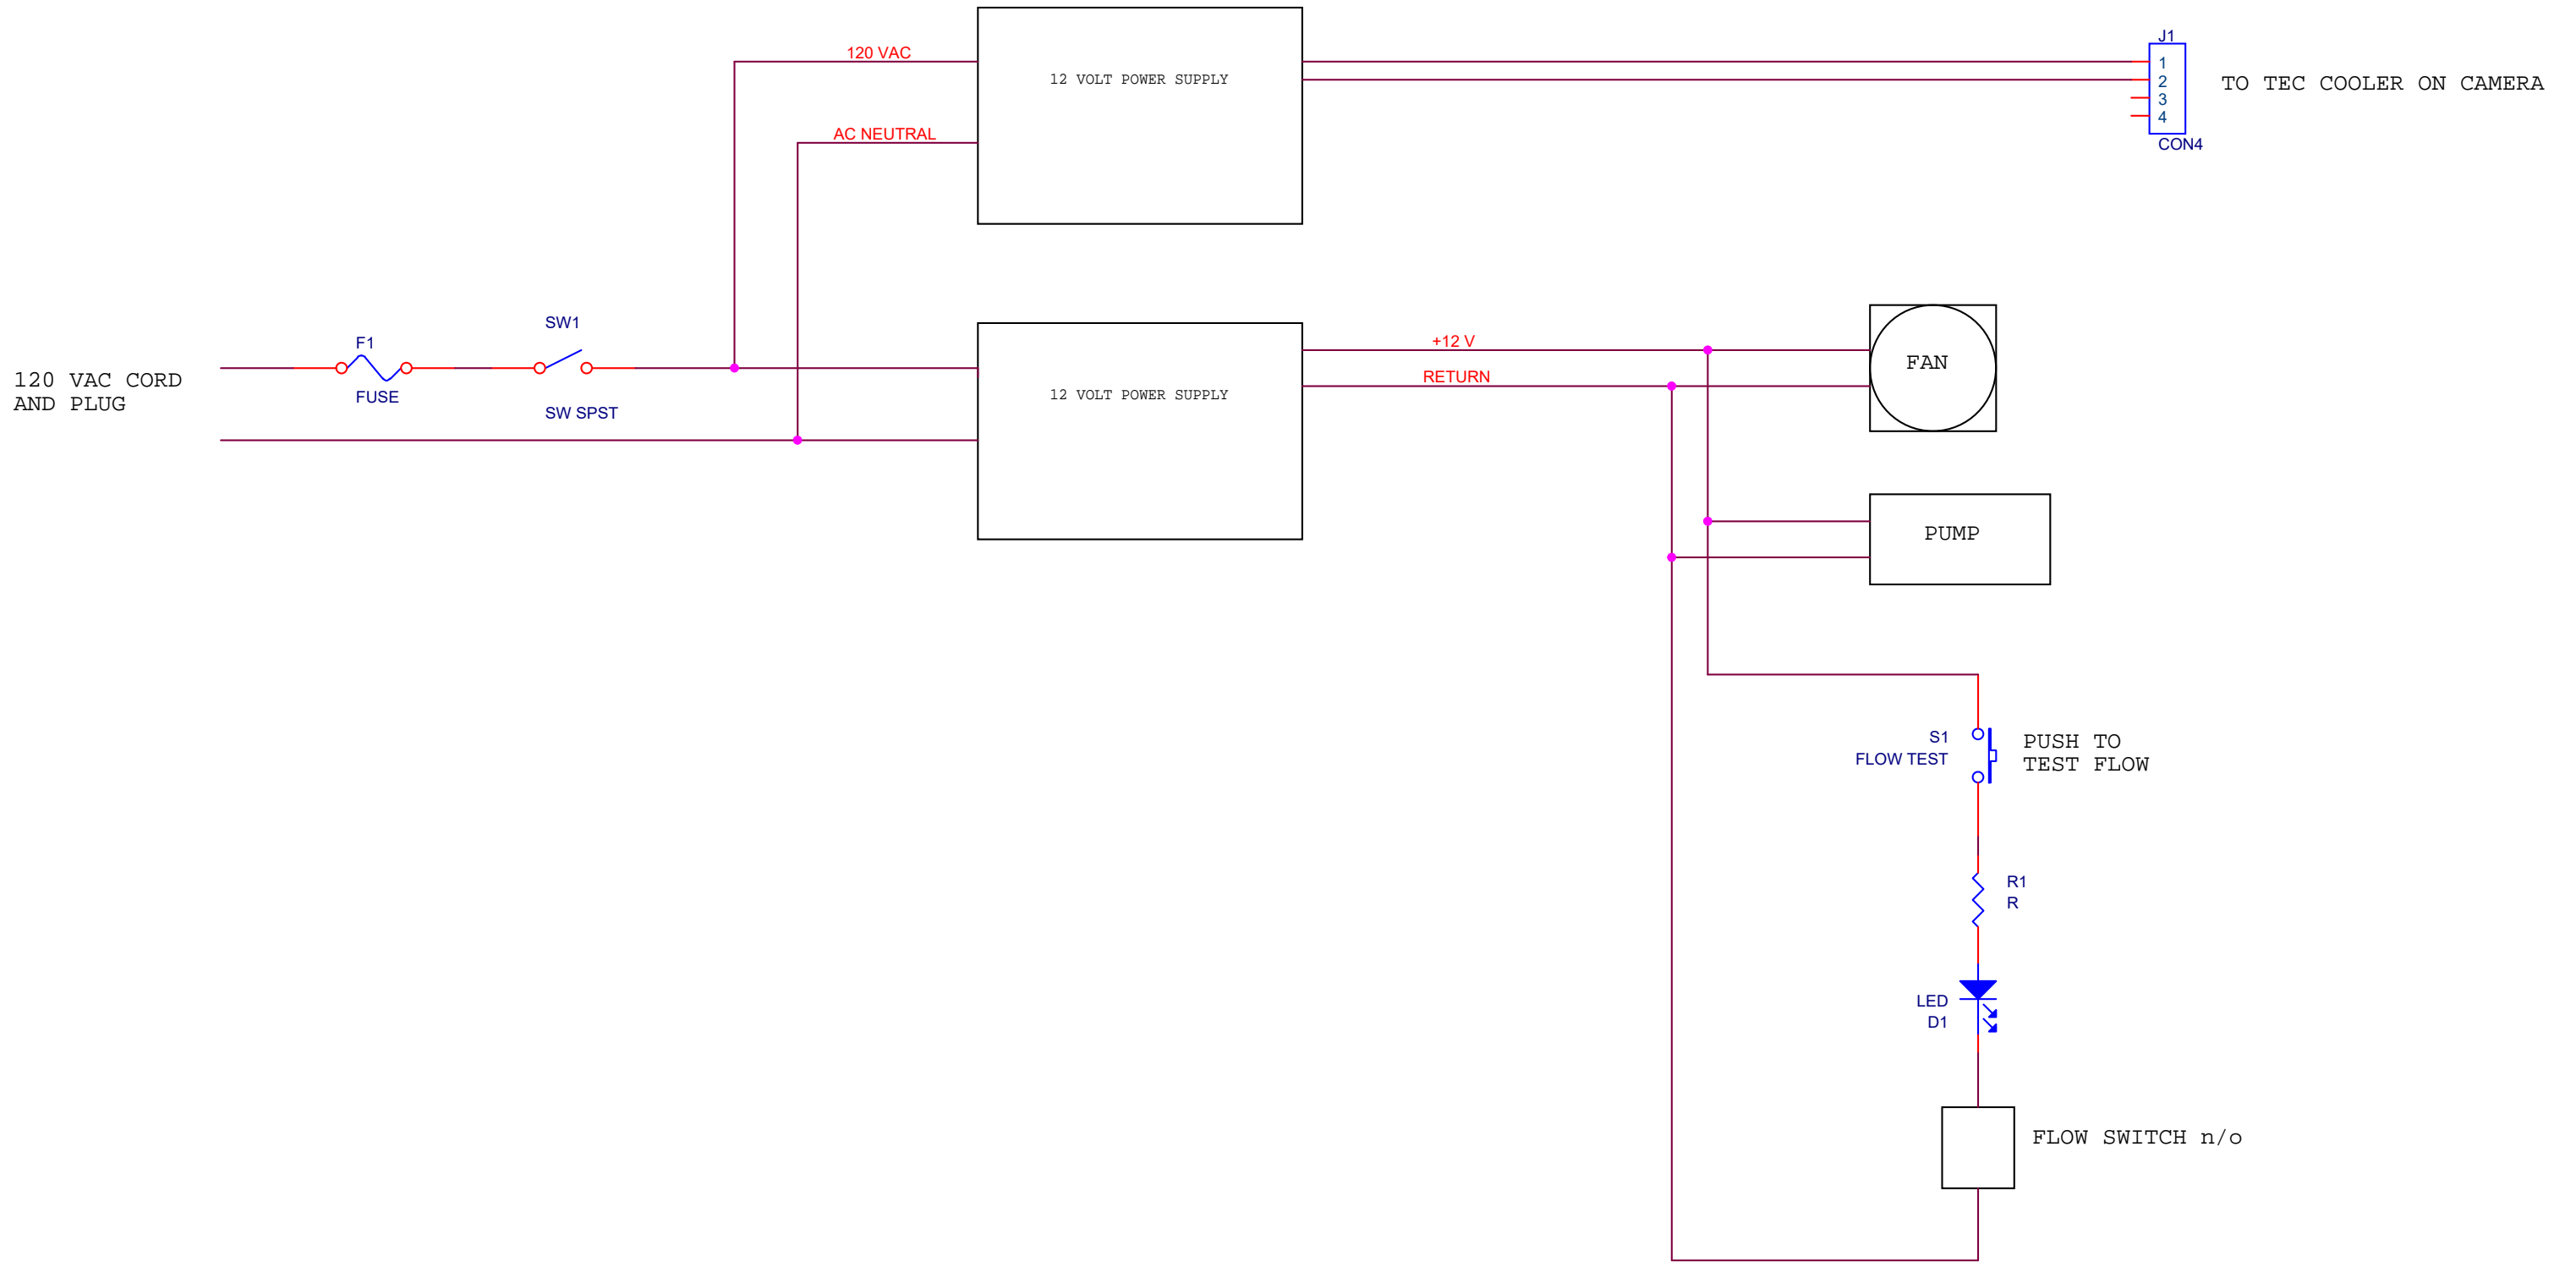 J1
120 VAC
1
12 VOLT POWER SUPPLY
2
TO TEC COOLER ON CAMERA
3
4
AC NEUTRAL
CON4
SW1
F1
+12 V
FAN
120 VAC CORD
AND PLUG
RETURN
FUSE
12 VOLT POWER SUPPLY
SW SPST
PUMP
S1
FLOW TEST
PUSH TO
TEST FLOW
R1
R
LED
D1
FLOW SWITCH n/o